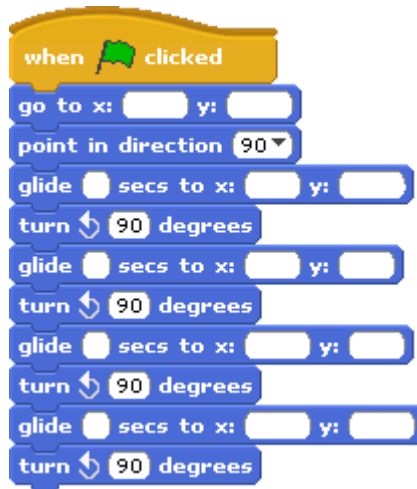 when clicked
go to x: y:
point in direction 90
glide secs to x: y:
turn 90 degrees
glide secs to x: y:
turn 90 degrees
glide secs to x: y:
turn 90 degrees
glide secs to x: y:
turn 90 degrees